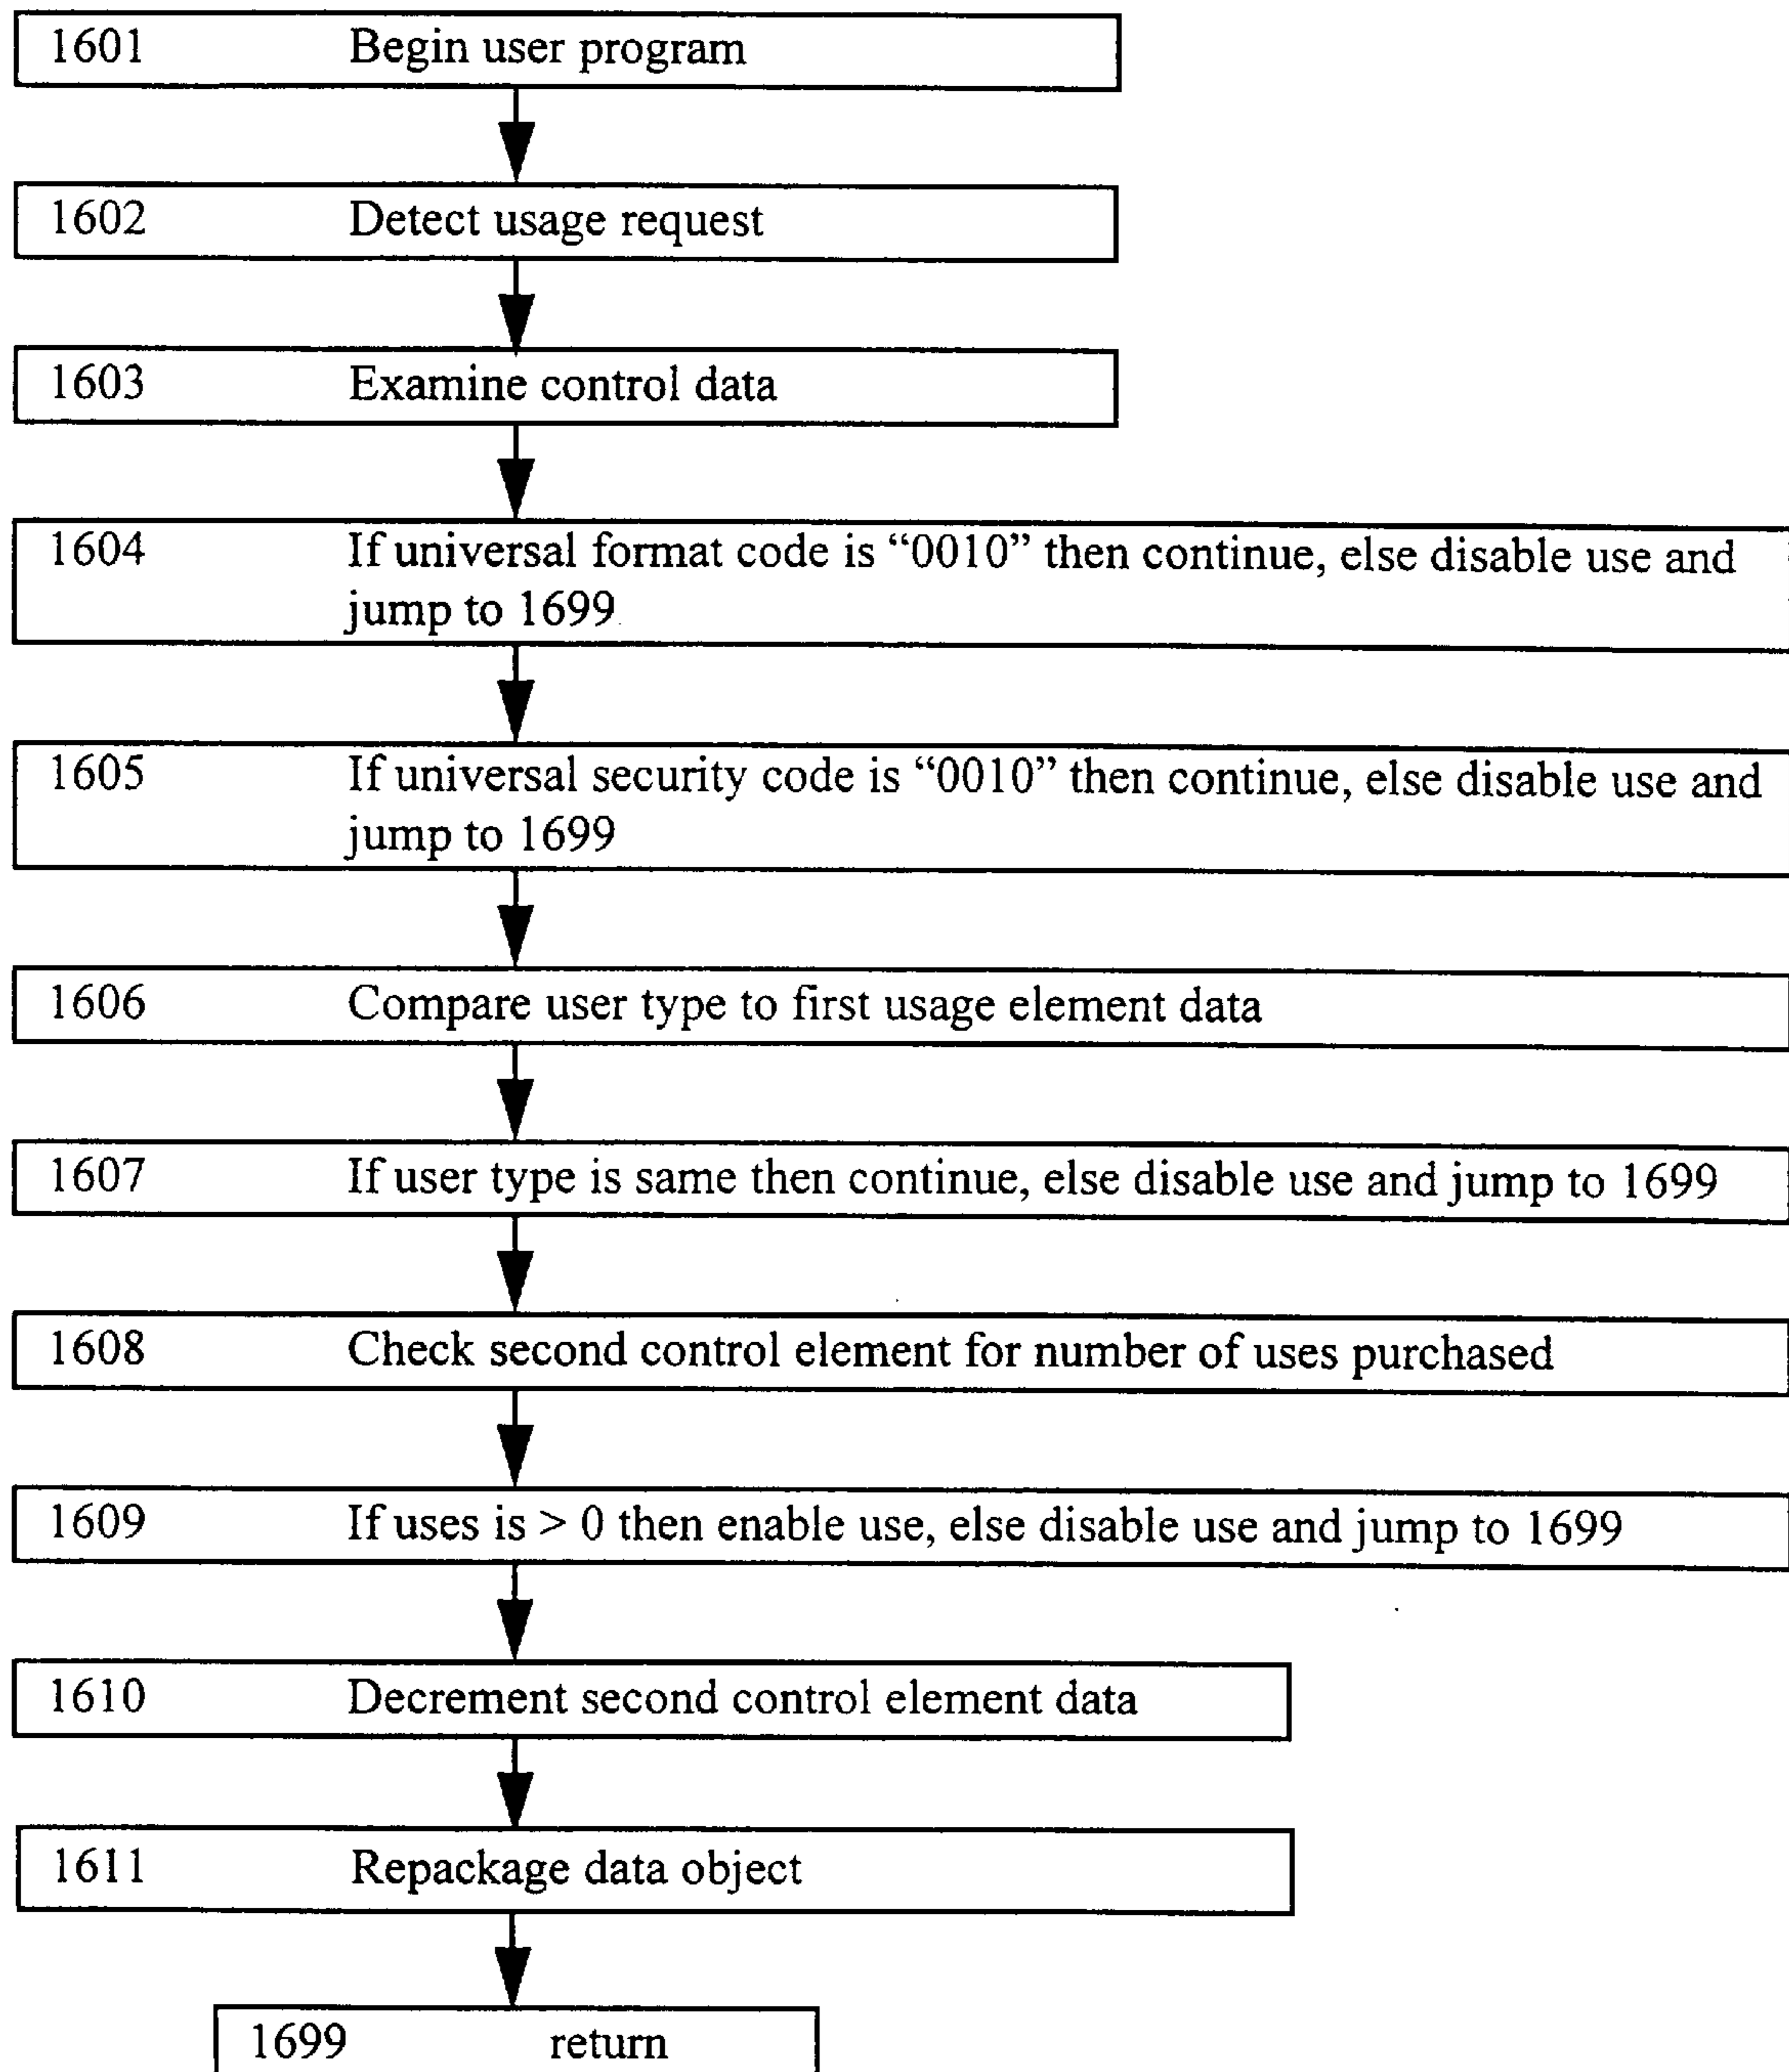 1601 Begin user program
1602 Detect usage request
1603 Examine control data
1604 If universal format code is “0010” then continue, else disable use and
jump to 1699
1605 If universal security code is “0010” then continue, else disable use and
jump to 1699
1606 Compare user type to first usage element data
1607 If user type is same then continue, else disable use and jump to 1699
1608 Check second control element for number of uses purchased
1609 If uses is > 0 then enable use, else disable use and jump to 1699
1610 Decrement second control element data
1611 Repackage data object
1699 return